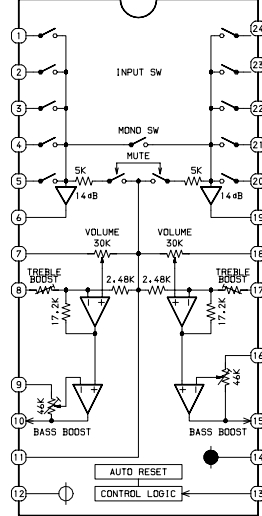 1 24
2 INPUT SW 23
3 22
MONO SW
4 21
MUTE
5K 5K
5 20
14dB 14dB
6 19
VOLUME VOLUME
30K 30K
7 18
TREBLE TREBLE
BOOST 2.48K 2.48K BOOST
8 17
17.2K 17.2K
16
9 46K 46K
10 BASS BOOST BASS BOOST 15
11 14
AUTO RESET
12 CONTROL LOGIC 13